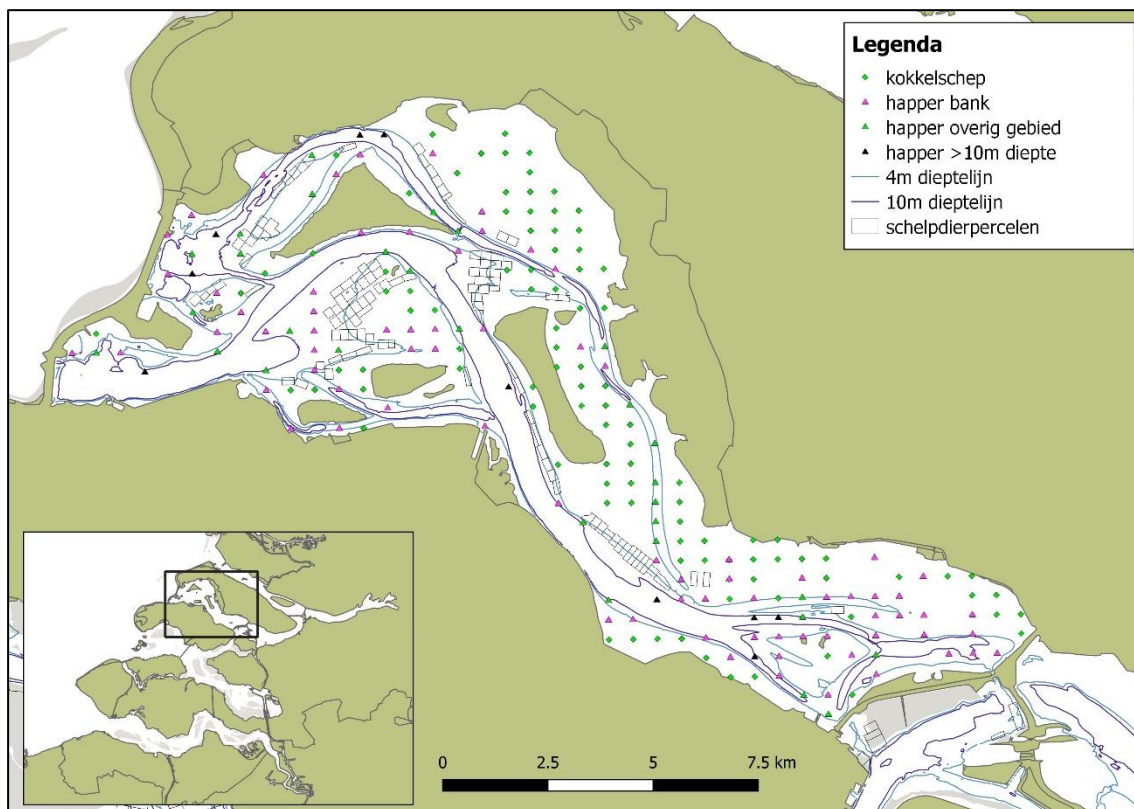 Legenda
kokkelschep
happer bank
happer overig gebied
happer >10m diepte
4m dieptelijn
10m dieptelijn
schelpdierpercelen
0 2.5 5 7.5 km